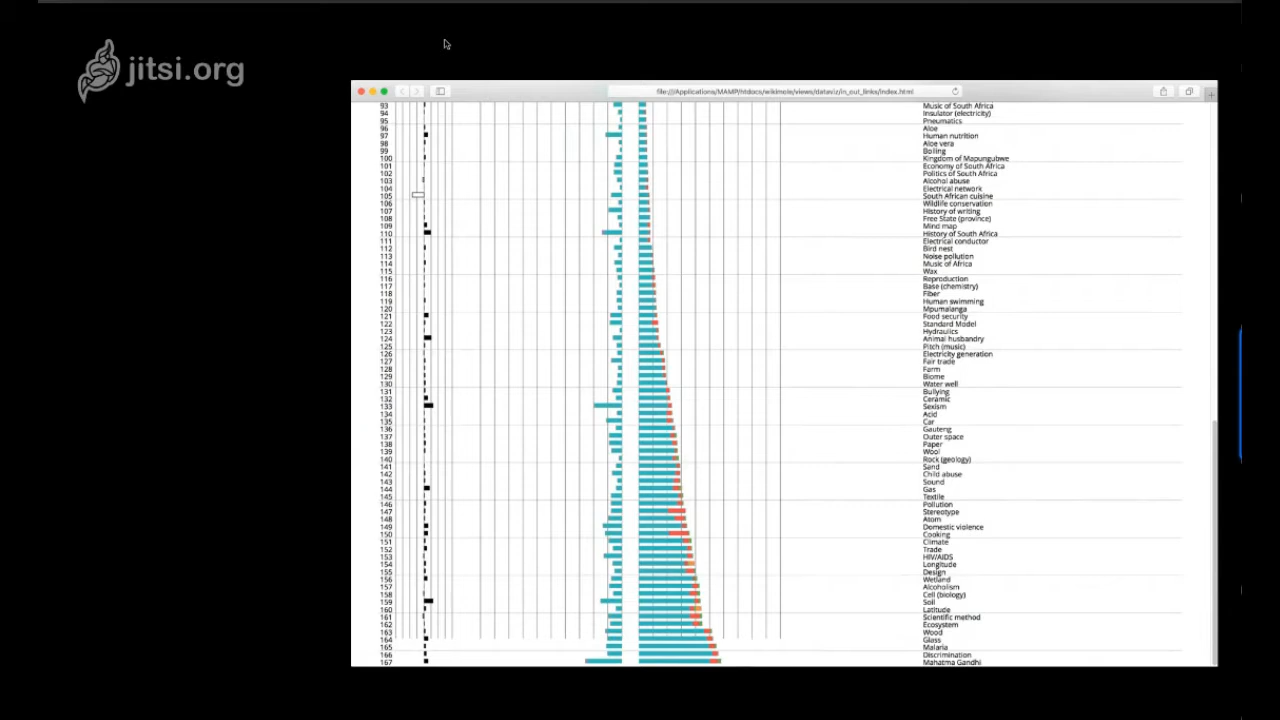 jitsi.org
file:///Applications/MAMP/htdocs/wikimole/views/dataviz/in_out_links/index.html
93 Music of South Africa
94 Insulator (electricity)
95 Pneumatics
96 Aloe
97 Human nutrition
98 Aloe vera
99 Boiling
100 Kingdom of Mapungubwe
101 Economy of South Africa
102 Politics of South Africa
103 Alcohol abuse
104 Electrical network
105 South African cuisine
106 Wildlife conservation
107 History of writing
108 Free State (province)
109 Mind map
110 History of South Africa
111 Electrical conductor
112 Bird nest
113 Noise pollution
114 Music of Africa
115 Wax
116 Reproduction
117 Base (chemistry)
118 Fiber
119 Human swimming
120 Mpumalanga
121 Food security
122 Standard Model
123 Hydraulics
124 Animal husbandry
125 Pitch (music)
126 Electricity generation
127 Fair trade
128 Farm
129 Biome
130 Water well
131 Bullying
132 Ceramic
133 Sexism
134 Acid
135 Car
136 Gauteng
137 Outer space
138 Paper
139 Wool
140 Rock (geology)
141 Sand
142 Child abuse
143 Sound
144 Gas
145 Textile
146 Pollution
147 Stereotype
148 Atom
149 Domestic violence
150 Cooking
151 Climate
152 Trade
153 HIV/AIDS
154 Longitude
155 Design
156 Wetland
157 Alcoholism
158 Cell (biology)
159 Soil
160 Latitude
161 Scientific method
162 Ecosystem
163 Wood
164 Glass
165 Malaria
166 Discrimination
167 Mahatma Gandhi